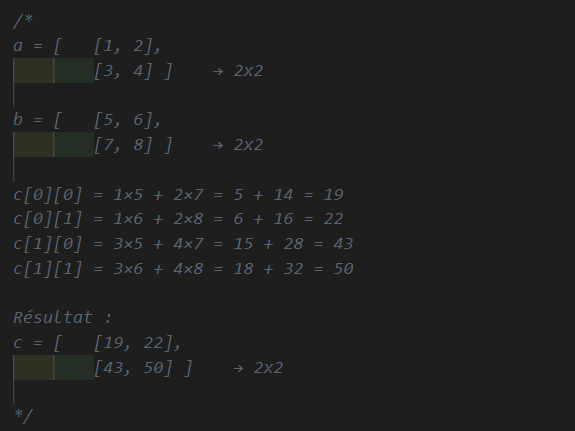 /*
a = [   [1, 2],
        [3, 4] ]    → 2x2

b = [   [5, 6],
        [7, 8] ]    → 2x2

c[0][0] = 1×5 + 2×7 = 5 + 14 = 19
c[0][1] = 1×6 + 2×8 = 6 + 16 = 22
c[1][0] = 3×5 + 4×7 = 15 + 28 = 43
c[1][1] = 3×6 + 4×8 = 18 + 32 = 50

Résultat :
c = [   [19, 22],
        [43, 50] ]    → 2x2

*/